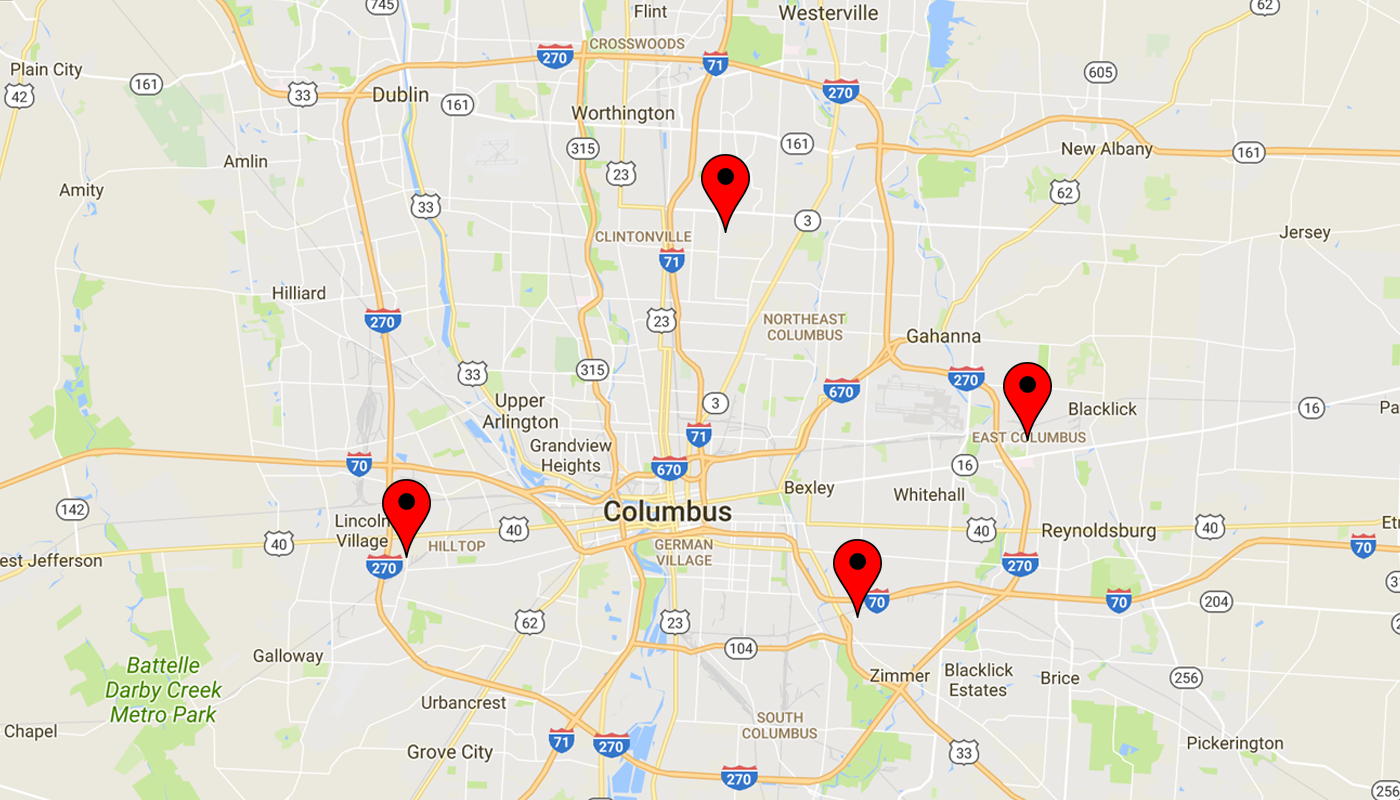 745
Flint
Westerville
62
CROSSWOODS
270
71
Plain City
161
605
42
33
Dublin
161
270
Worthington
315
161
New Albany
161
Amlin
23
Amity
62
33
3
CLINTONVILLE
Jersey
71
Hilliard
270
23
NORTHEAST
COLUMBUS
Gahanna
33
315
270
670
Upper
Arlington
3
Blacklick
16
Pa
71
EAST COLUMBUS
Grandview
Heights
70
670
16
Bexley
Whitehall
142
Columbus
Lincoln
Village
40
40
Reynoldsburg
40
Etn
40
HILLTOP
GERMAN
VILLAGE
70
est Jefferson
270
270
70
70
204
62
23
104
Galloway
Battelle
Darby Creek
Metro Park
Zimmer
Blacklick
Estates
Brice
256
Urbancrest
SOUTH
COLUMBUS
Chapel
71
270
Grove City
33
Pickerington
270
256